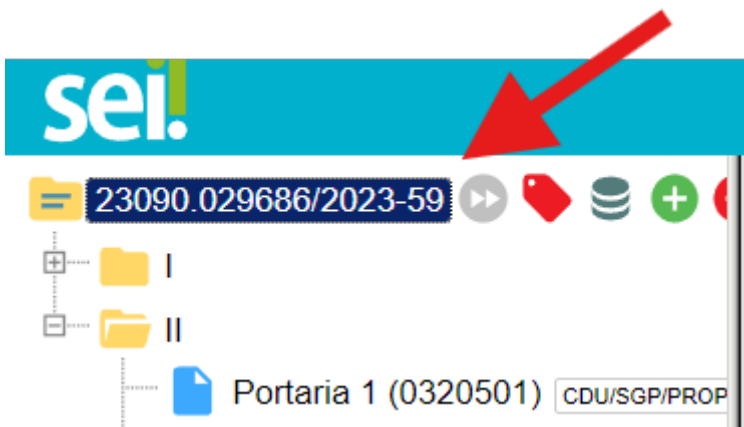 sei!
23090.029686/2023-59
I
II
Portaria 1 (0320501) CDU/SGP/PROP